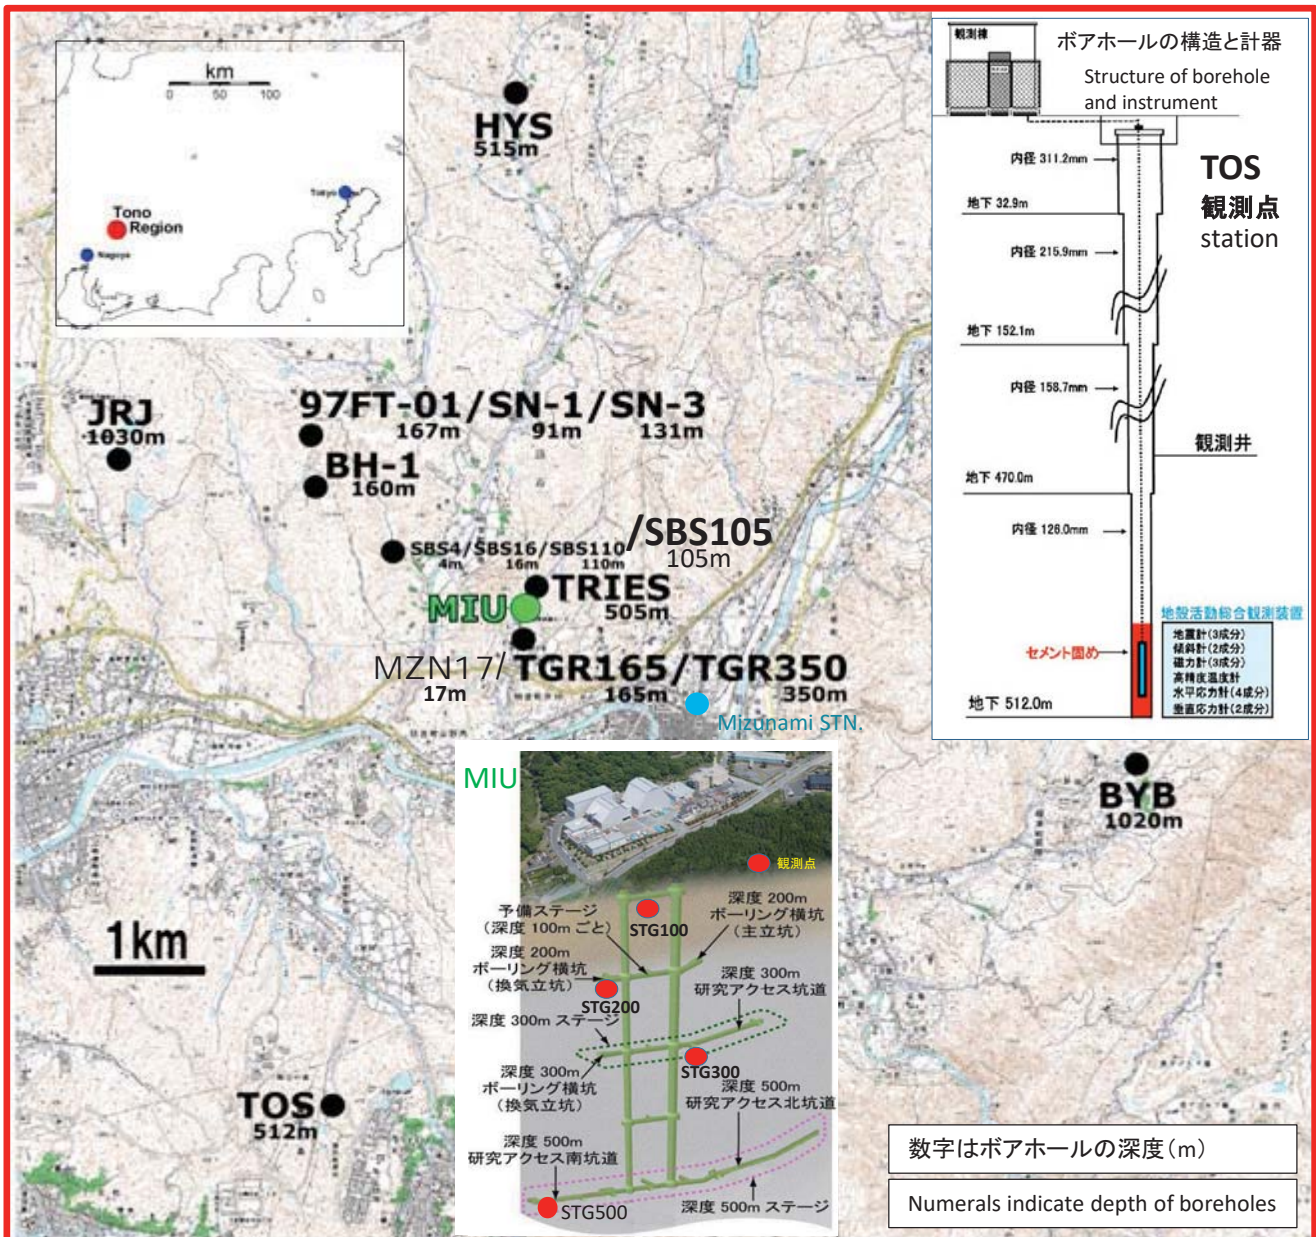 km
0 50 100
Tokyo
Tono
Region
Nagoya
HYS
515m
JRJ
1030m
97FT-01/SN-1/SN-3
167m 91m 131m
BH-1
160m
SBS4/SBS16/SBS110/SBS105
4m 16m 110m 105m
TRIES
505m
MIU
MZN17/TGR165/TGR350
17m 165m 350m
Mizunami STN.
BYB
1020m
1km
TOS
512m
観測棟
ボアホールの構造と計器
Structure of borehole
and instrument
TOS
観測点
station
内径 311.2mm
地下 32.9m
内径 215.9mm
地下 152.1m
内径 158.7mm
観測井
地下 470.0m
内径 126.0mm
地殻活動総合観測装置
地震計(3成分)
傾斜計(2成分)
磁力計(3成分)
高精度温度計
水平応力計(4成分)
垂直応力計(2成分)
セメント固め
地下 512.0m
MIU
観測点
予備ステージ
(深度 100m ごと)
STG100
深度 200m
ボーリング横坑
(主立坑)
深度 200m
ボーリング横坑
(換気立坑)
STG200
深度 300m
研究アクセス坑道
深度 300m ステージ
深度 300m
ボーリング横坑
(換気立坑)
STG300
深度 500m
研究アクセス北坑道
深度 500m
研究アクセス南坑道
STG500
深度 500m ステージ
数字はボアホールの深度(m)
Numerals indicate depth of boreholes